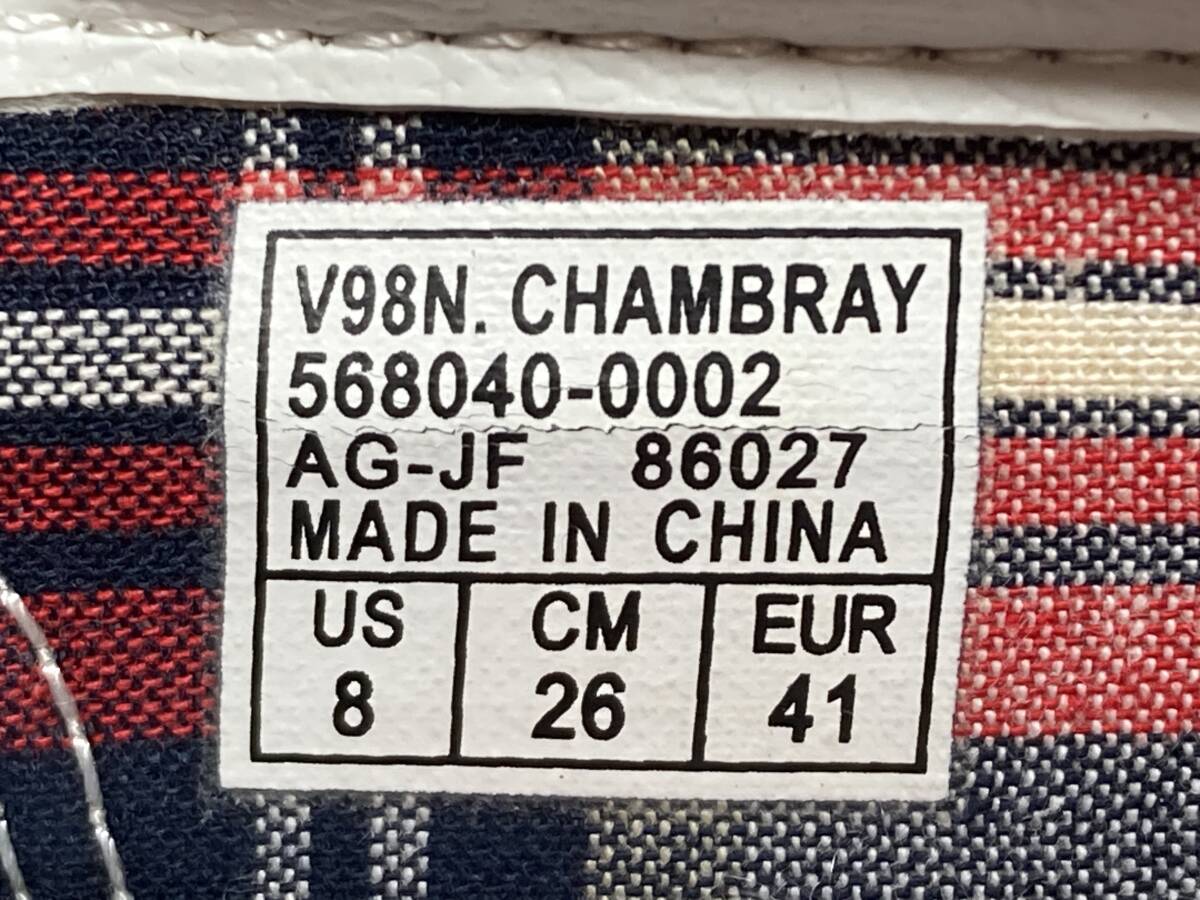 V98N. CHAMBRAY
568040-0002
AG-JF 86027
MADE IN CHINA
US CM EUR
8 26 41